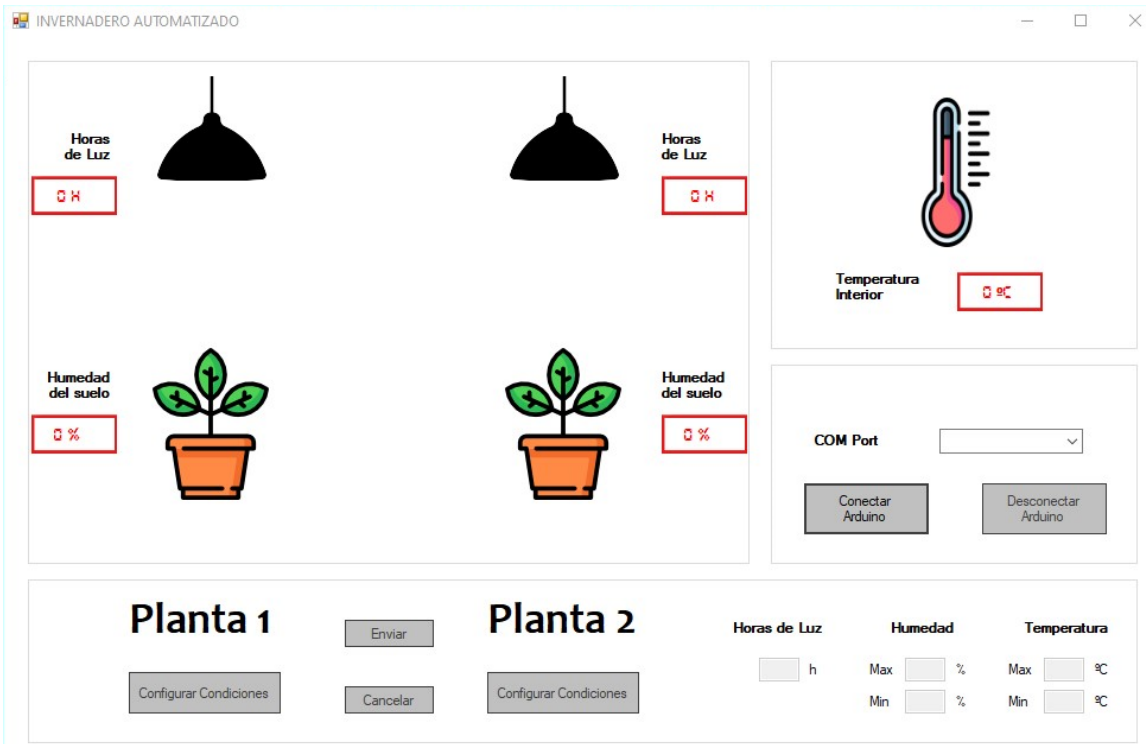 INVERNADERO AUTOMATIZADO
Horas
de Luz
0 H
Horas
de Luz
0 H
Humedad
del suelo
0 %
Humedad
del suelo
0 %
Temperatura
Interior
0 ºC
COM Port
Conectar
Arduino
Desconectar
Arduino
Planta 1
Enviar
Planta 2
Configurar Condiciones
Cancelar
Configurar Condiciones
Horas de Luz
Humedad
Temperatura
h
Max
%
Max
ºC
Min
%
Min
ºC